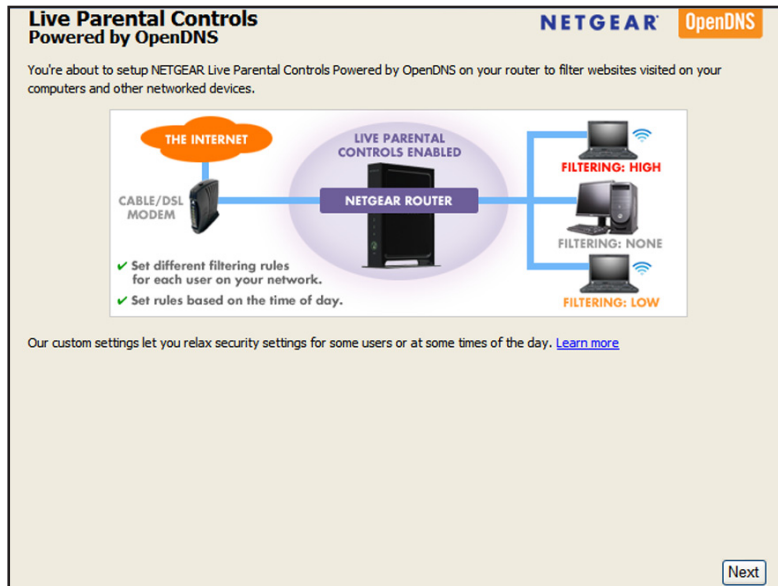 Live Parental Controls
Powered by OpenDNS
NETGEAR®
OpenDNS
You're about to setup NETGEAR Live Parental Controls Powered by OpenDNS on your router to filter websites visited on your
computers and other networked devices.
THE INTERNET
LIVE PARENTAL
CONTROLS ENABLED
FILTERING: HIGH
CABLE/DSL
MODEM
NETGEAR ROUTER
FILTERING: NONE
✓ Set different filtering rules
for each user on your network.
✓ Set rules based on the time of day.
FILTERING: LOW
Our custom settings let you relax security settings for some users or at some times of the day. Learn more
Next